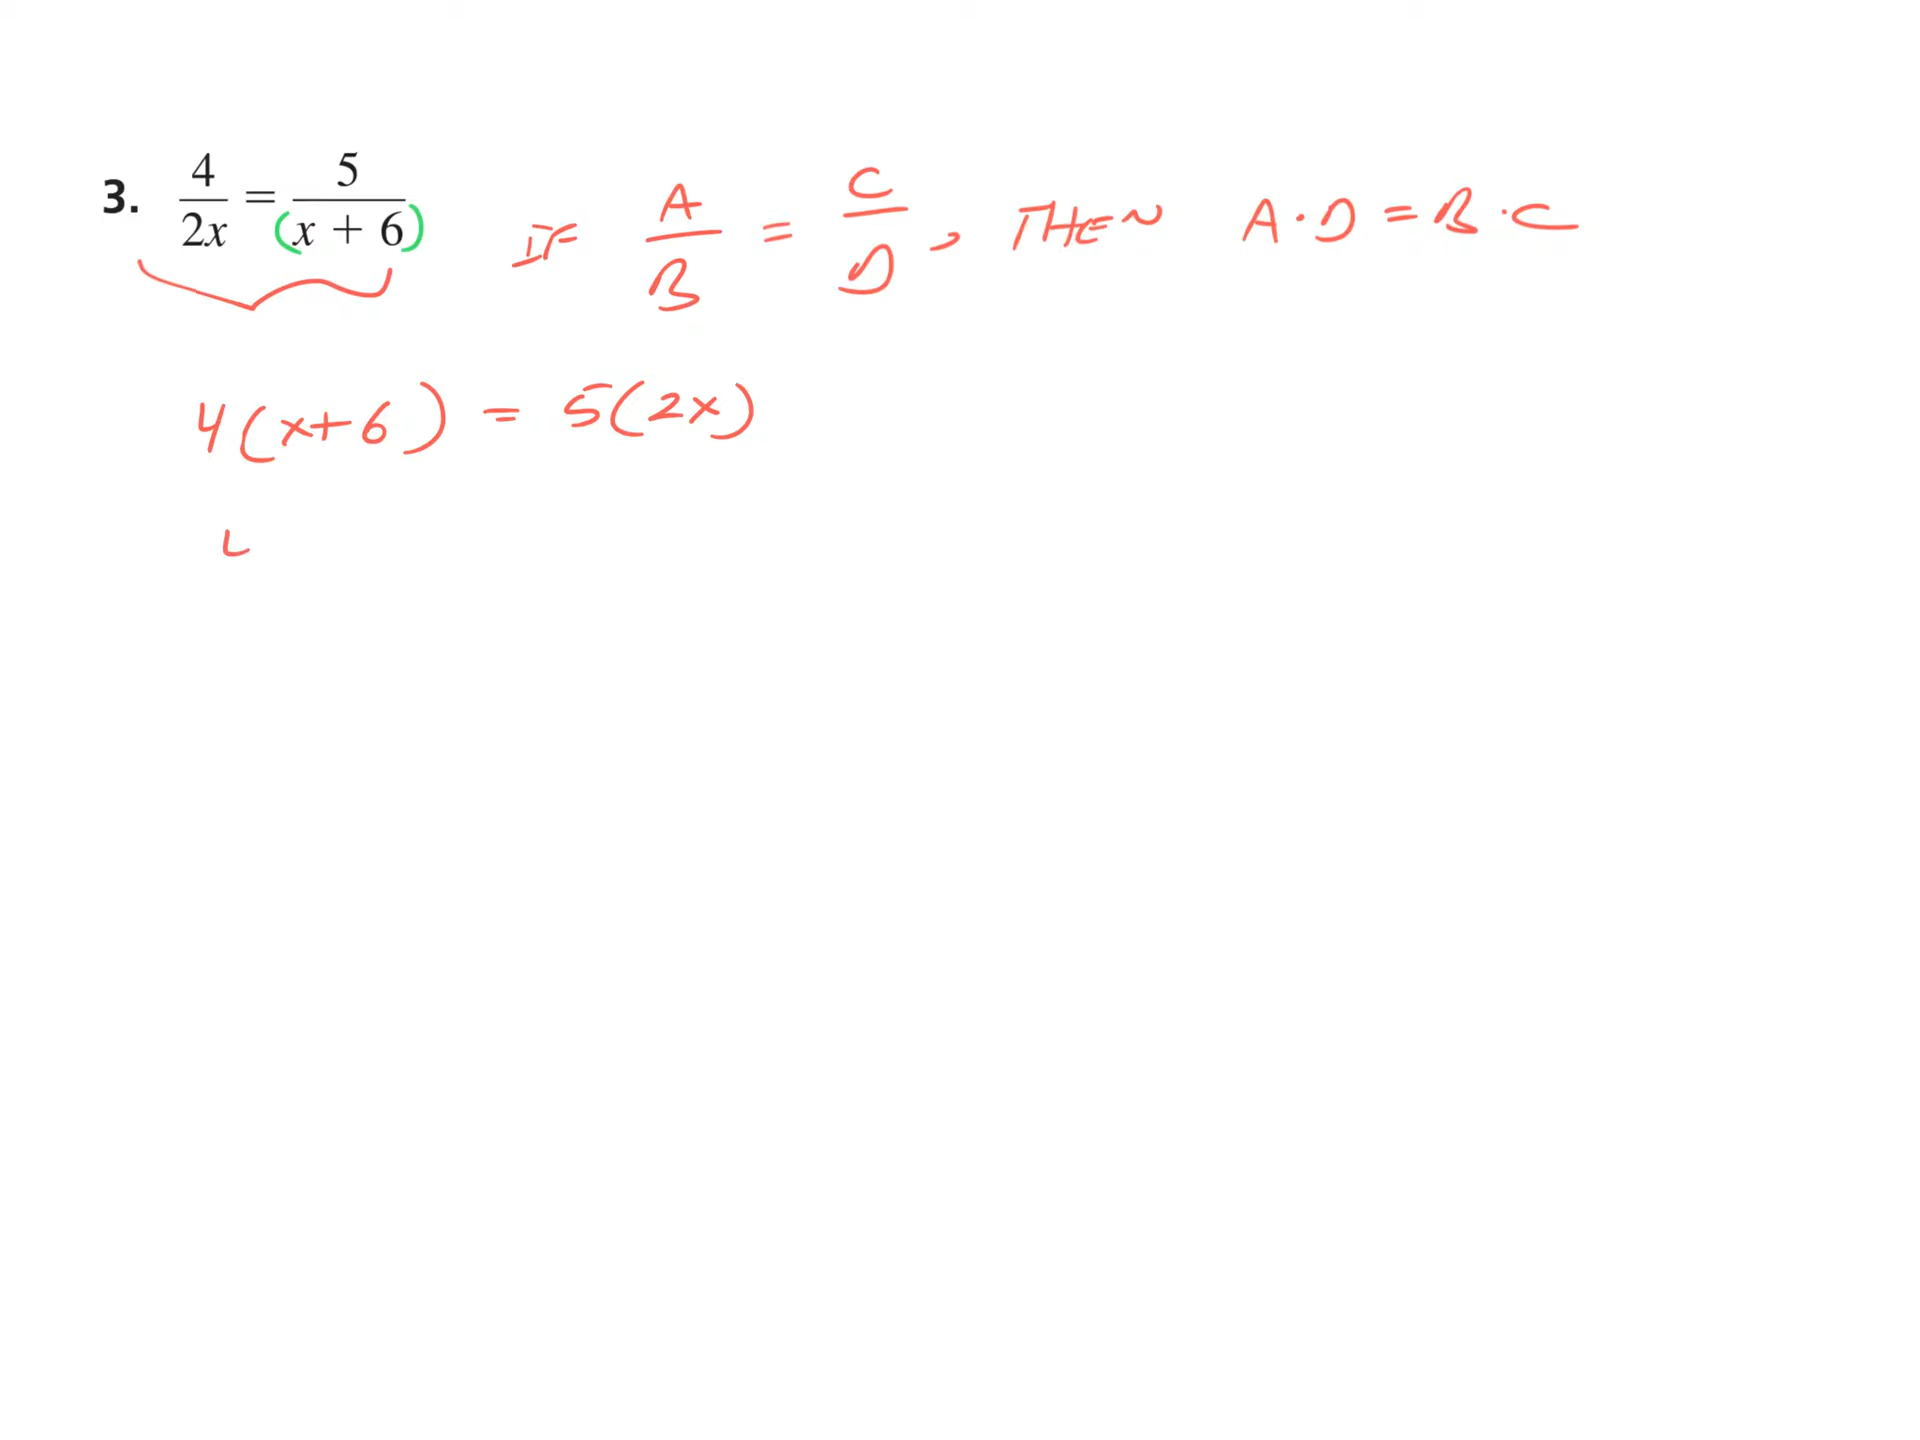 3. 4/2x = 5/(x + 6) IF A/B = C/D, THEN A·D = B·C
4(x+6) = 5(2x)